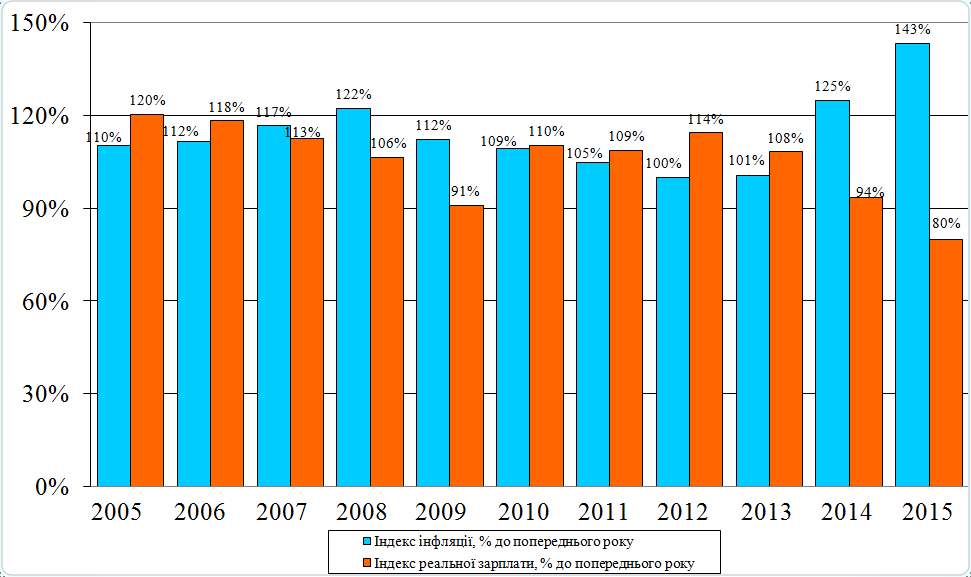 150%
120%
90%
60%
30%
0%
110% 120% 112% 118% 117% 113% 122% 106% 112% 91% 109% 110% 105% 109% 100% 114% 101% 108% 125% 94% 143% 80%
2005 2006 2007 2008 2009 2010 2011 2012 2013 2014 2015
Індекс інфляції, % до попереднього року
Індекс реальної зарплати, % до попереднього року